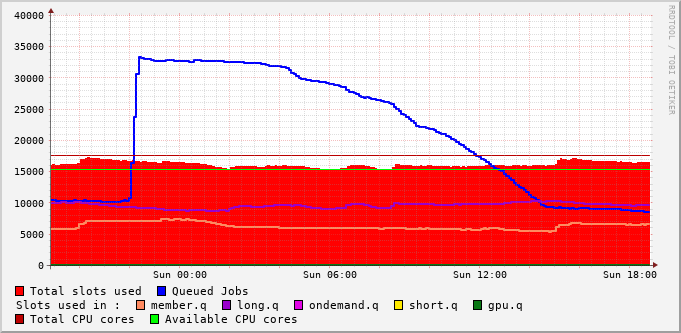 40000
35000
30000
25000
20000
15000
10000
5000
0
Sun 00:00 Sun 06:00 Sun 12:00 Sun 18:00
Total slots used Queued Jobs
Slots used in : member.q long.q ondemand.q short.q gpu.q
Total CPU cores Available CPU cores
RRDTOOL / TOBI OETIKER